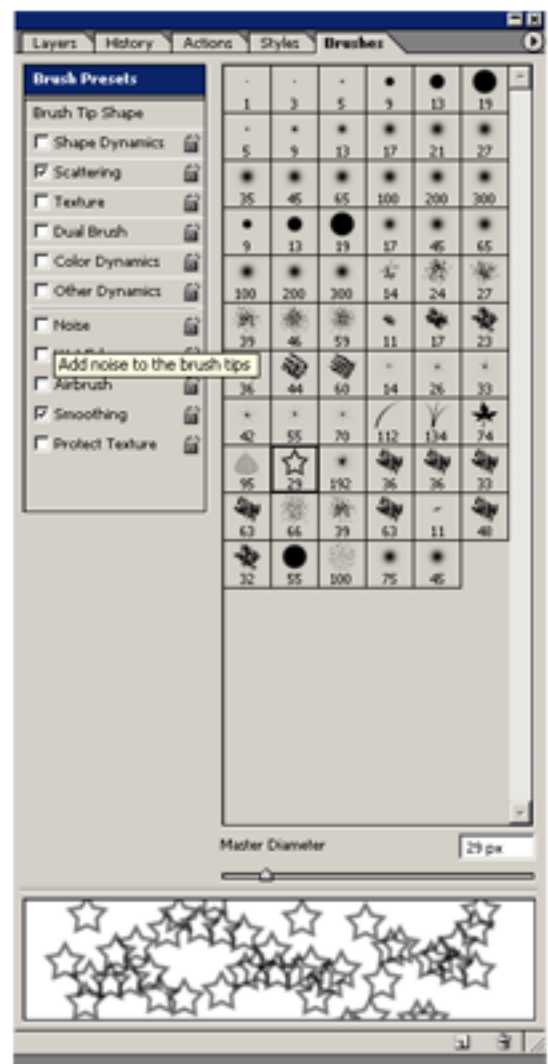 Layers History Actions Styles Brushes
Brush Presets
Brush Tip Shape
Shape Dynamics
Scattering
Texture
Dual Brush
Color Dynamics
Other Dynamics
Noise
Add noise to the brush tips
Airbrush
Smoothing
Protect Texture
1 3 5 9 13 19
5 9 13 17 21 27
35 45 65 100 200 300
9 13 19 17 45 65
100 200 300 14 24 27
39 46 59 11 17 23
36 44 60 14 26 33
42 55 70 112 134 74
95 29 192 36 36 33
63 66 39 63 11 48
32 55 100 75 45
Master Diameter 29 px